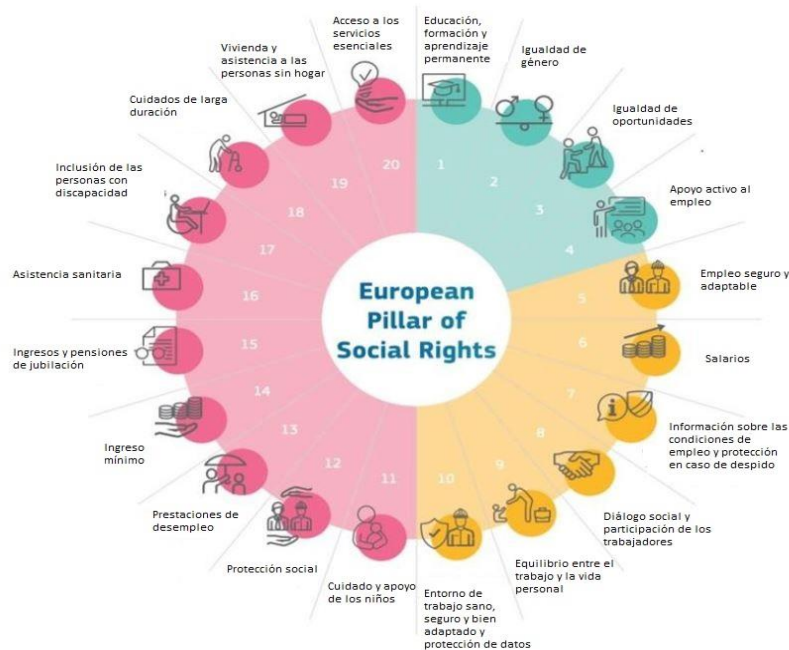 Educación,
formación y
aprendizaje
permanente
Igualdad de
género
Igualdad de
oportunidades
Apoyo activo al
empleo
Empleo seguro y
adaptable
Salarios
Información sobre las
condiciones de
empleo y protección
en caso de despido
Diálogo social y
participación de los
trabajadores
Equilibrio entre el
trabajo y la vida
personal
Entorno de
trabajo sano,
seguro y bien
adaptado y
protección de datos
Cuidado y apoyo
de los niños
Protección social
Prestaciones de
desempleo
Ingreso
mínimo
Ingresos y pensiones
de jubilación
Asistencia sanitaria
Inclusión de las
personas con
discapacidad
Cuidados de larga
duración
Vivienda y
asistencia a las
personas sin hogar
Acceso a los
servicios
esenciales
1
2
3
4
5
6
7
8
9
10
11
12
13
14
15
16
17
18
19
20
European
Pillar of
Social Rights